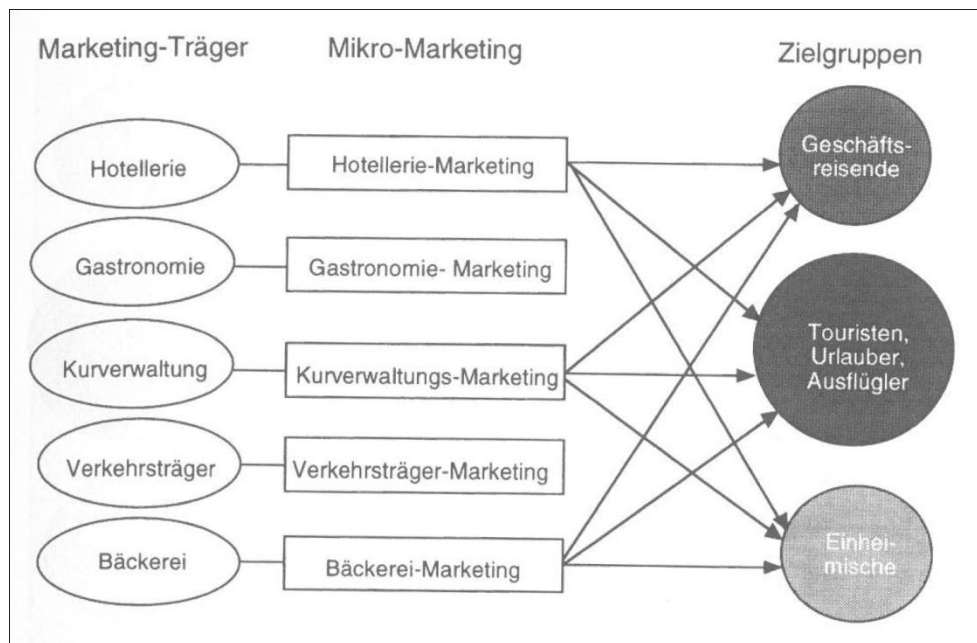 Marketing-Träger Mikro-Marketing Zielgruppen
Hotellerie Hotellerie-Marketing Geschäfts-
reisende
Gastronomie Gastronomie- Marketing
Kurverwaltung Kurverwaltungs-Marketing Touristen,
Urlauber,
Ausflügler
Verkehrsträger Verkehrsträger-Marketing
Bäckerei Bäckerei-Marketing Einhei-
mische